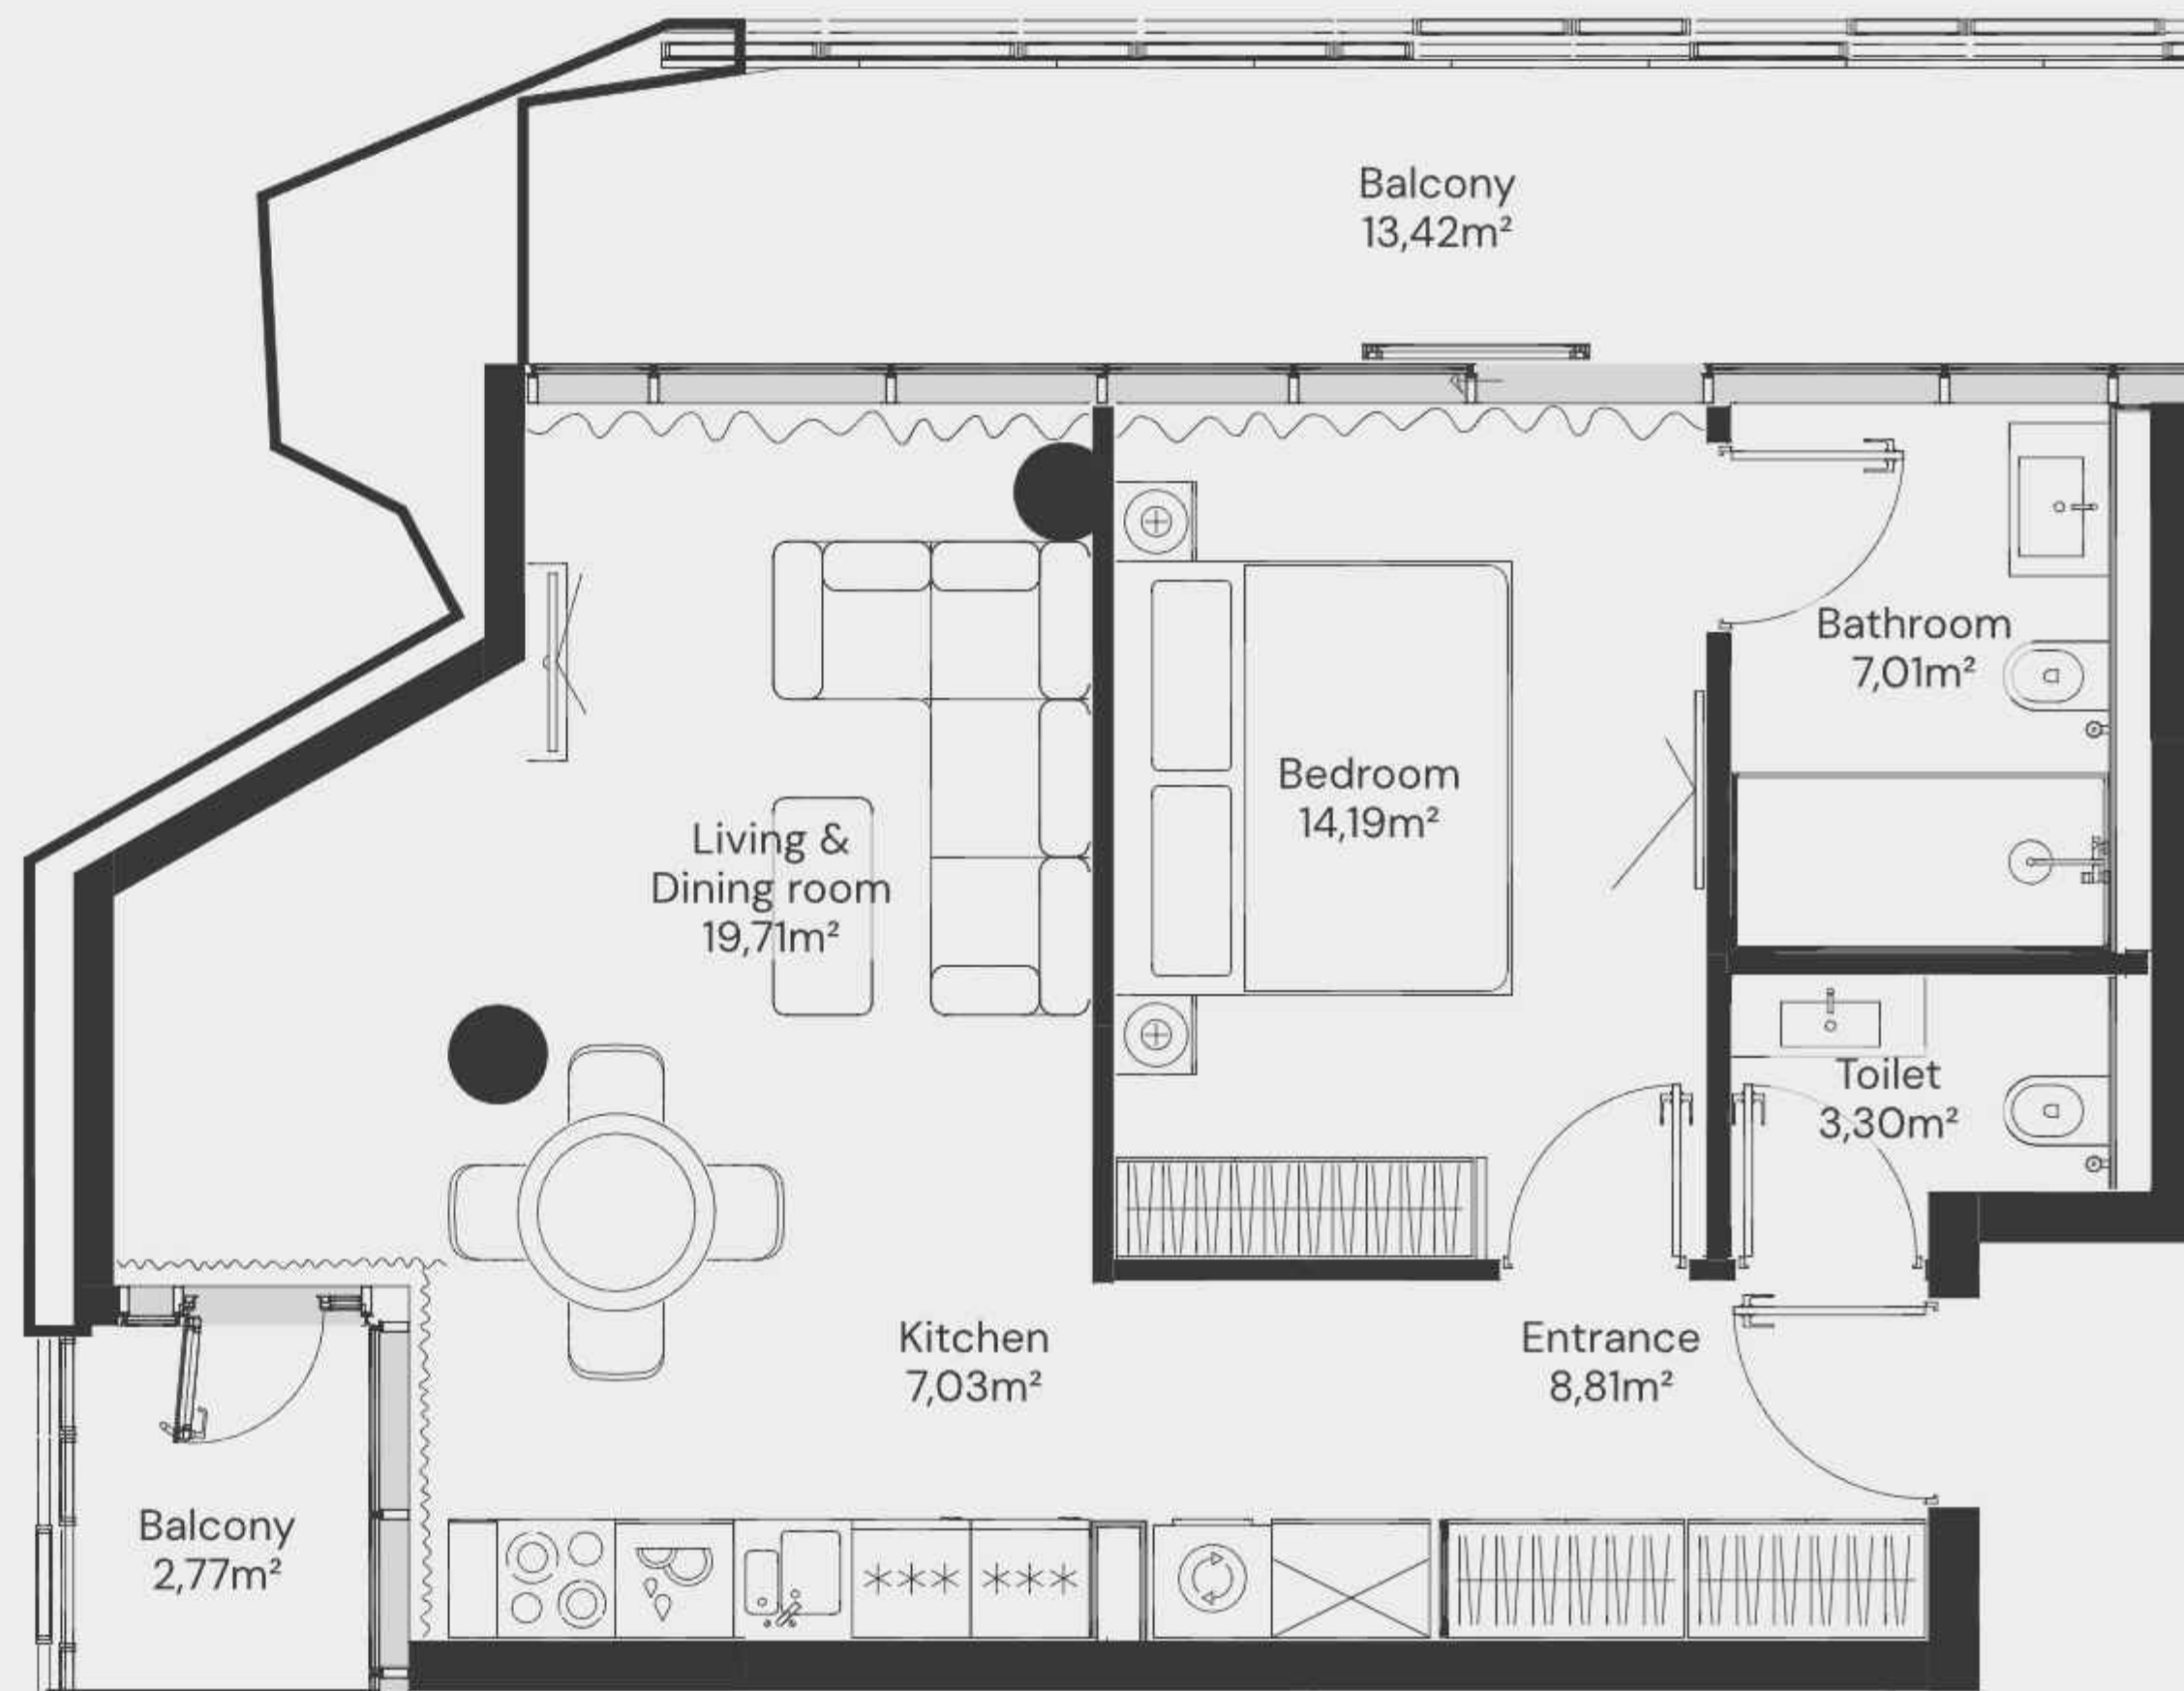 Balcony
13,42m²
Bathroom
7,01m²
Bedroom
14,19m²
Living &
Dining room
19,71m²
Toilet
3,30m²
Kitchen
7,03m²
Entrance
8,81m²
Balcony
2,77m²